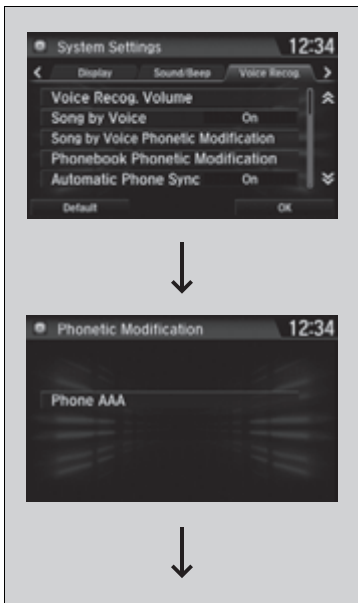 System Settings 12:34
Display Sound/Beep Voice Recog.
Voice Recog. Volume
Song by Voice On
Song by Voice Phonetic Modification
Phonebook Phonetic Modification
Automatic Phone Sync On
Default OK
Phonetic Modification 12:34
Phone AAA